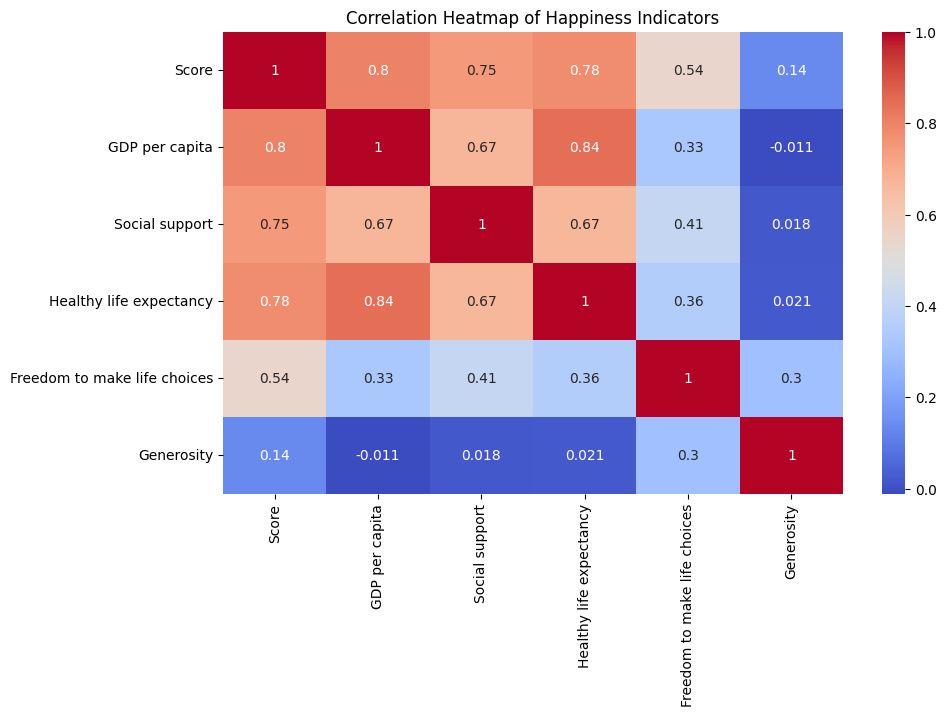 Correlation Heatmap of Happiness Indicators
Score 1 0.8 0.75 0.78 0.54 0.14
GDP per capita 0.8 1 0.67 0.84 0.33 -0.011
Social support 0.75 0.67 1 0.67 0.41 0.018
Healthy life expectancy 0.78 0.84 0.67 1 0.36 0.021
Freedom to make life choices 0.54 0.33 0.41 0.36 1 0.3
Generosity 0.14 -0.011 0.018 0.021 0.3 1
Score
GDP per capita
Social support
Healthy life expectancy
Freedom to make life choices
Generosity
1.0
0.8
0.6
0.4
0.2
0.0